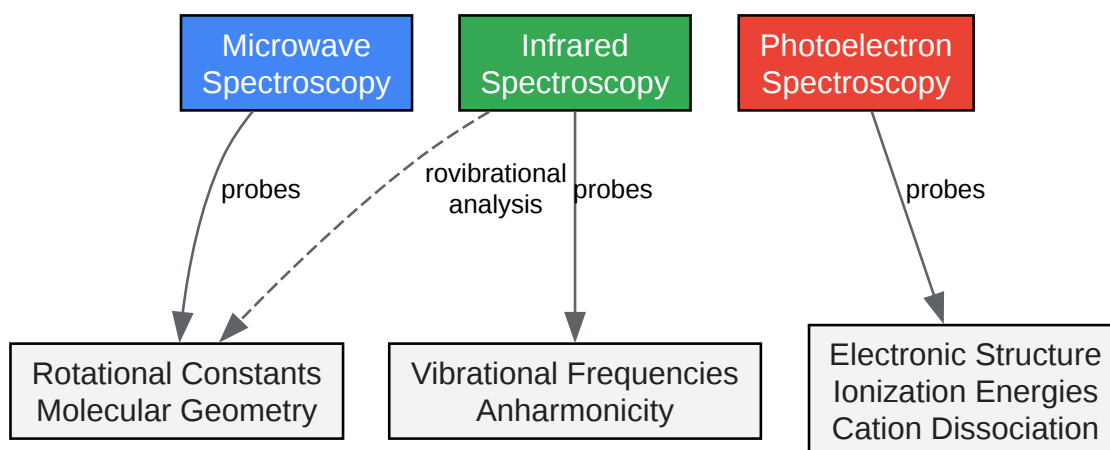 Microwave
Spectroscopy
Infrared
Spectroscopy
Photoelectron
Spectroscopy
probes
rovibrational
analysis
probes
probes
Rotational Constants
Molecular Geometry
Vibrational Frequencies
Anharmonicity
Electronic Structure
Ionization Energies
Cation Dissociation